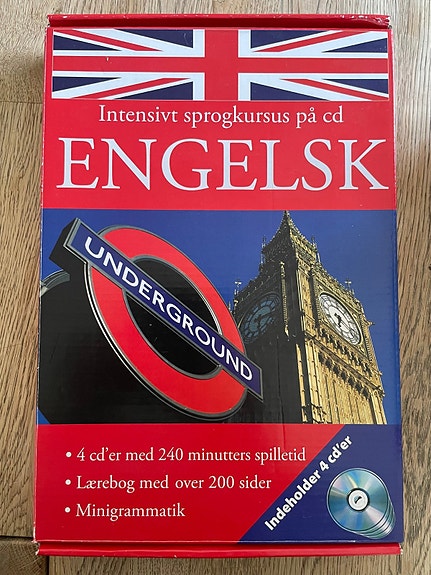 Intensivt sprogkursus på cd
ENGELSK
UNDERGROUND
• 4 cd'er med 240 minutters spilletid
• Lærebog med over 200 sider
• Minigrammatik
Indeholder 4 cd'er